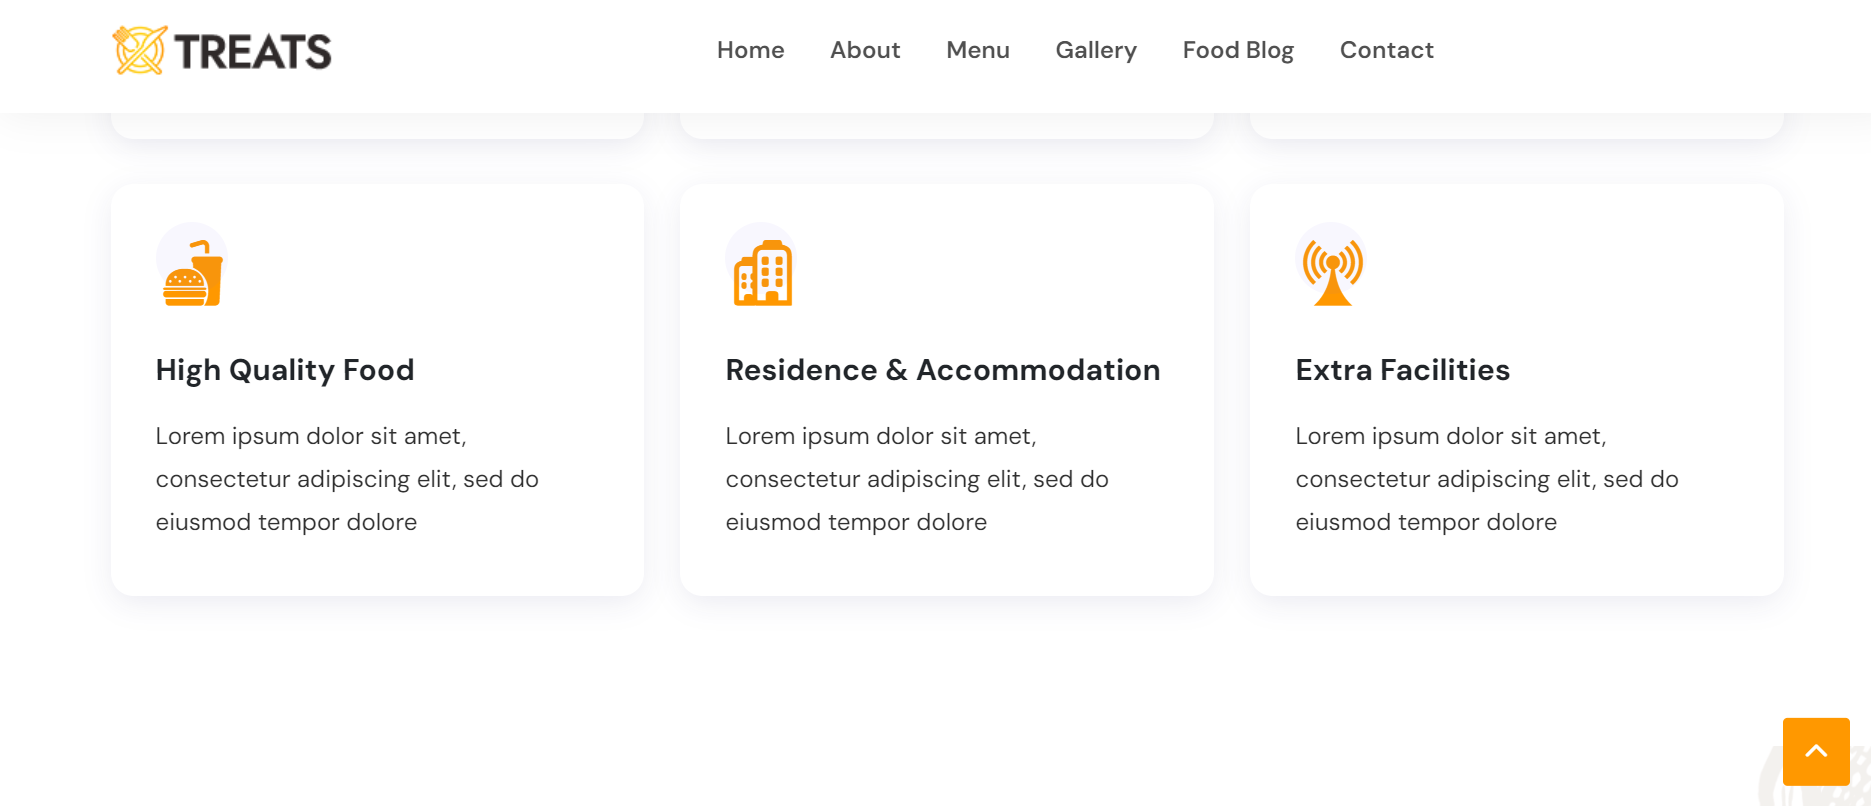 TREATS
Home About Menu Gallery Food Blog Contact
High Quality Food
Lorem ipsum dolor sit amet,
consectetur adipiscing elit, sed do
eiusmod tempor dolore
Residence & Accommodation
Lorem ipsum dolor sit amet,
consectetur adipiscing elit, sed do
eiusmod tempor dolore
Extra Facilities
Lorem ipsum dolor sit amet,
consectetur adipiscing elit, sed do
eiusmod tempor dolore